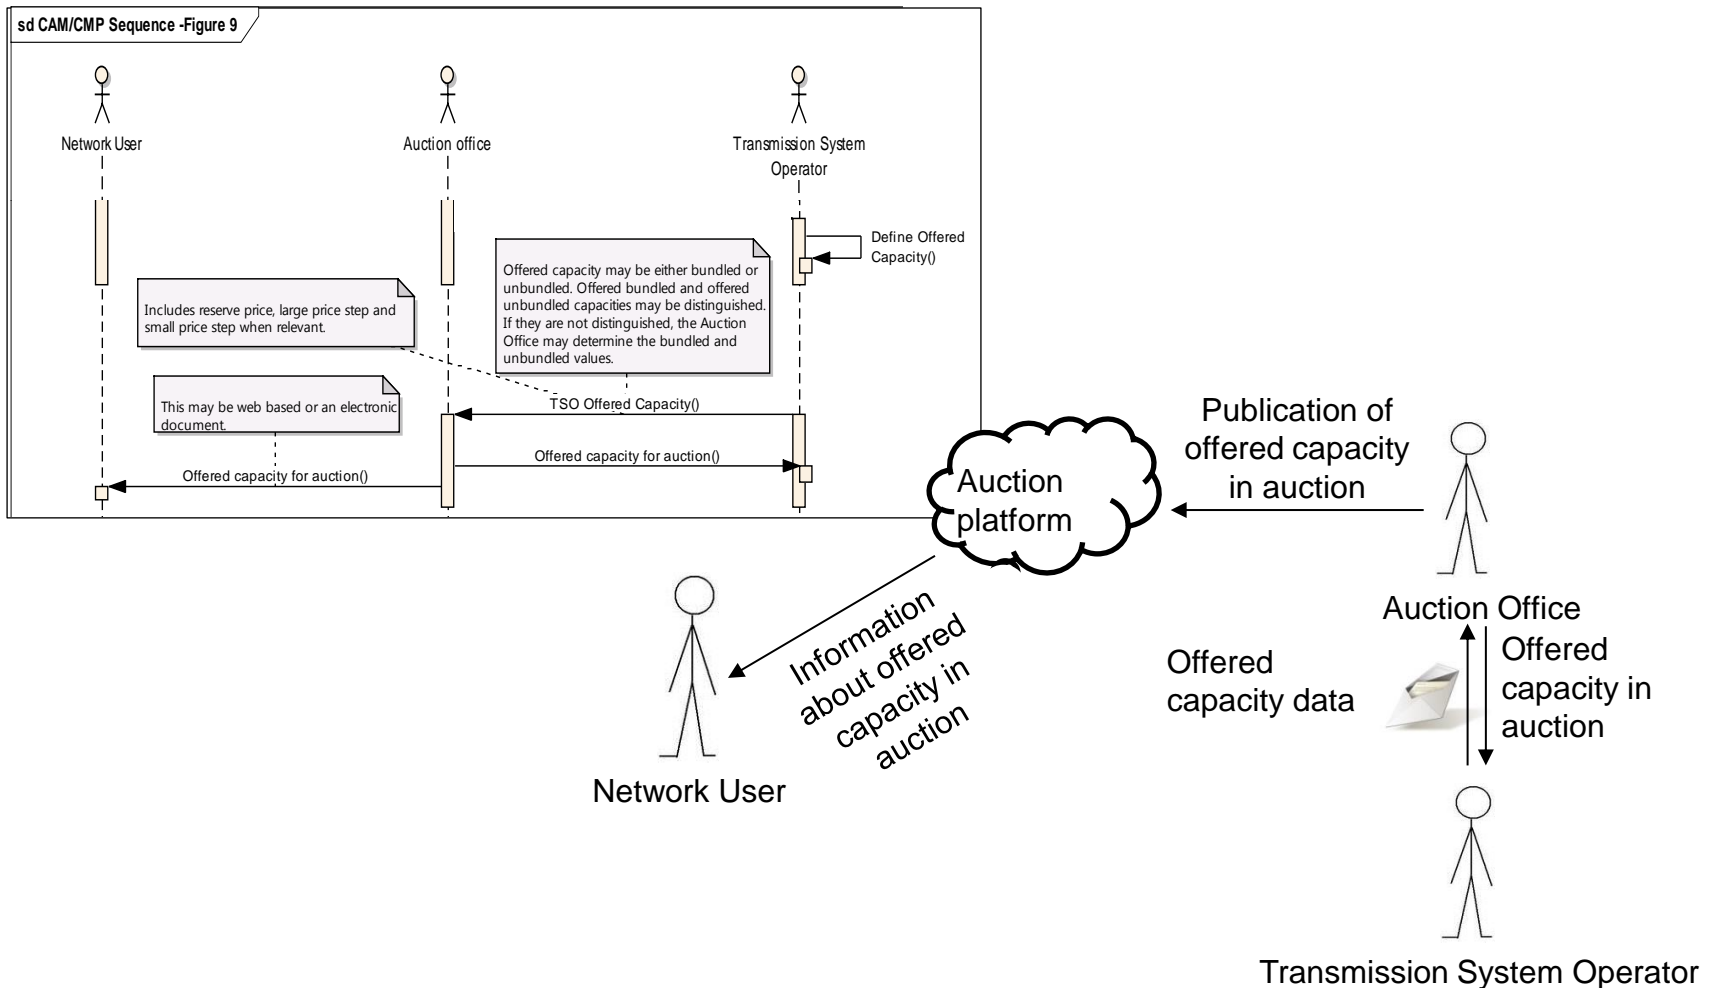 sd CAM/CMP Sequence -Figure 9
Network User
Auction office
Transmission System
Operator
Define Offered
Capacity()
Offered capacity may be either bundled or
unbundled. Offered bundled and offered
unbundled capacities may be distinguished.
If they are not distinguished, the Auction
Office may determine the bundled and
unbundled values.
Includes reserve price, large price step and
small price step when relevant.
This may be web based or an electronic
document.
TSO Offered Capacity()
Offered capacity for auction()
Offered capacity for auction()
Auction
platform
Publication of
offered capacity
in auction
Auction Office
Information
about offered
capacity in
auction
Network User
Offered
capacity data
Offered
capacity in
auction
Transmission System Operator